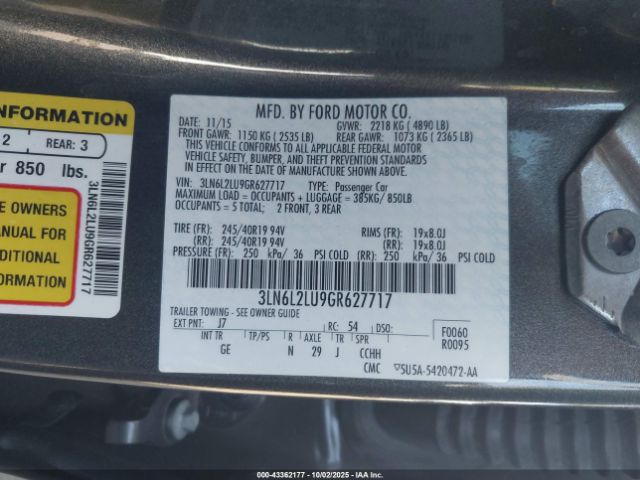 INFORMATION
2 REAR: 3
r 850 lbs.
E OWNERS
MANUAL FOR
DDITIONAL
FORMATION
3LN6L2LU9GR627717
MFD. BY FORD MOTOR CO.
11/15 GVWR: 2218 KG ( 4890 LB)
FRONT GAWR: 1150 KG ( 2535 LB) REAR GAWR: 1073 KG ( 2365 LB)
THIS VEHICLE CONFORMS TO ALL APPLICABLE FEDERAL MOTOR
VEHICLE SAFETY, BUMPER, AND THEFT PREVENTION STANDARDS
IN EFFECT ON THE DATE OF MANUFACTURE SHOWN ABOVE.
VIN: 3LN6L2LU9GR627717 TYPE: Passenger Car
MAXIMUM LOAD = OCCUPANTS + LUGGAGE = 385KG/ 850LB
OCCUPANTS = 5 TOTAL; 2 FRONT, 3 REAR
TIRE (FR): 245/40R19 94V RIMS (FR): 19x8.0J
(RR): 245/40R19 94V (RR): 19x8.0J
PRESSURE (FR): 250 kPa/ 36 PSI COLD (RR): 250 kPa/ 36 PSI COLD
3LN6L2LU9GR627717
TRAILER TOWING - SEE OWNER GUIDE
EXT PNT: J7 RC: 54 DSO: F0060
INT TR TP/PS R AXLE TR SPR R0095
GE N 29 J CCHH
CMC ▽5U5A-5420472-AA
000-43362177 - 10/02/2025 - IAA Inc.